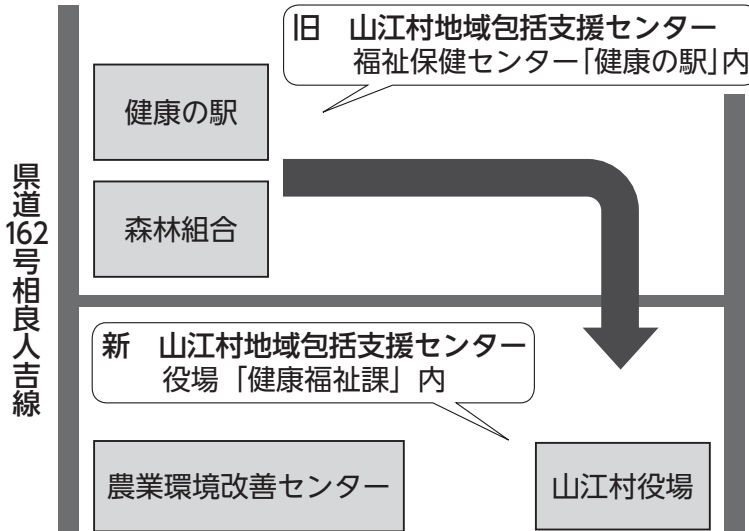 旧　山江村地域包括支援センター
福祉保健センター「健康の駅」内
健康の駅
森林組合
県道162号相良人吉線
新　山江村地域包括支援センター
役場「健康福祉課」内
農業環境改善センター
山江村役場